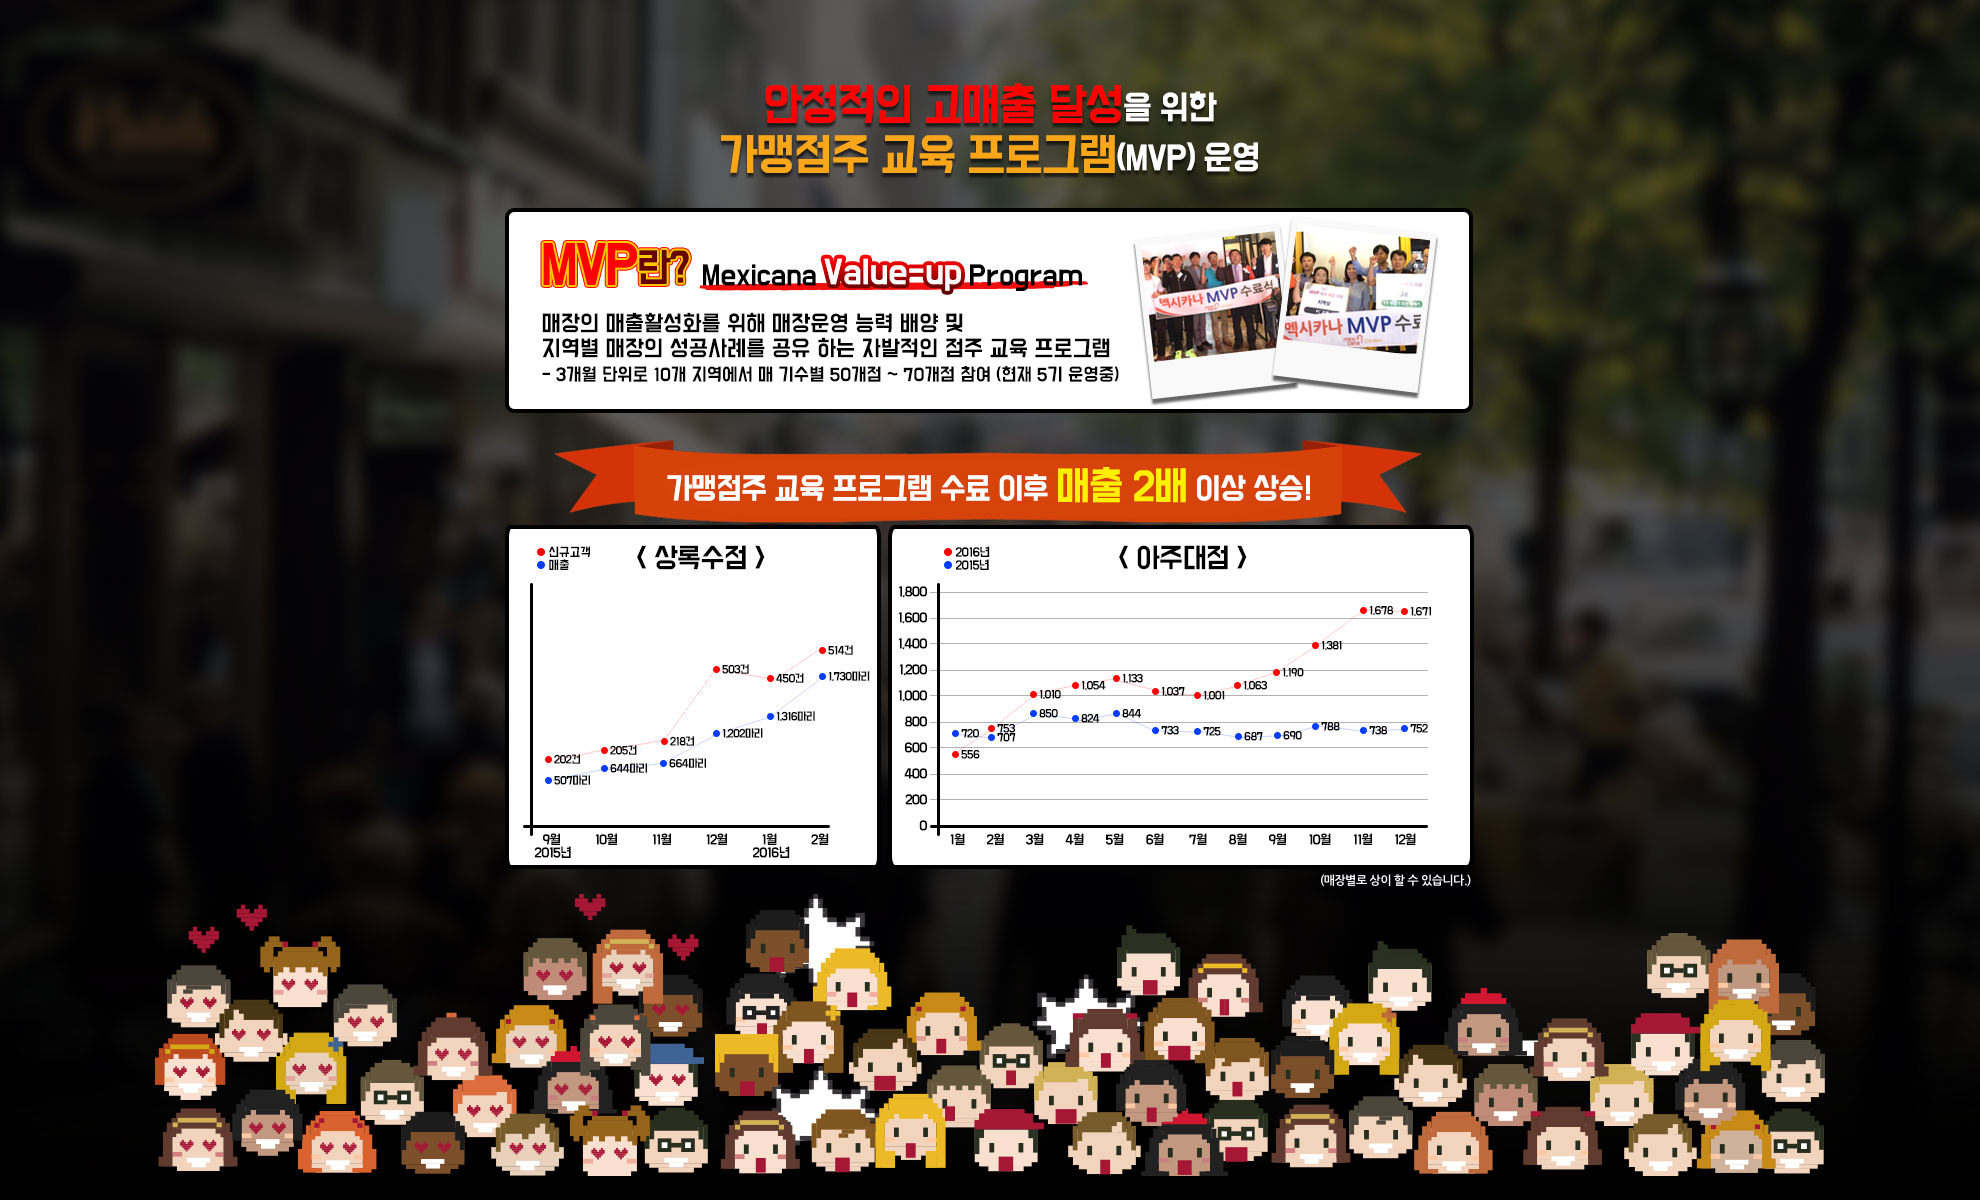 안정적인 고매출 달성을 위한
가맹점주 교육 프로그램(MVP) 운영
MVP란? Mexicana Value=up Program
매장의 매출활성화를 위해 매장운영 능력 배양 및
지역별 매장의 성공사례를 공유 하는 자발적인 점주 교육 프로그램
- 3개월 단위로 10개 지역에서 매 기수별 50개점 ~ 70개점 참여 (현재 5기 운영중)
멕시카나 MVP 수료식
멕시카나 MVP 수료
가맹점주 교육 프로그램 수료 이후 매출 2배 이상 상승!
신규고객
매출
< 상록수점 >
514건
503건
450건
1,730마리
1,316마리
1,202마리
218건
205건
202건
664마리
644마리
507마리
9월 10월 11월 12월 1월 2월
2015년 2016년
2016년
2015년
< 아주대점 >
1,800
1,600
1,400
1,200
1,000
800
600
400
200
0
556 753 1,010 1,054 1,133 1,037 1,001 1,063 1,190 1,381 1,678 1,671
720 707 850 824 844 733 725 687 690 788 738 752
1월 2월 3월 4월 5월 6월 7월 8월 9월 10월 11월 12월
(매장별로 상이 할 수 있습니다.)